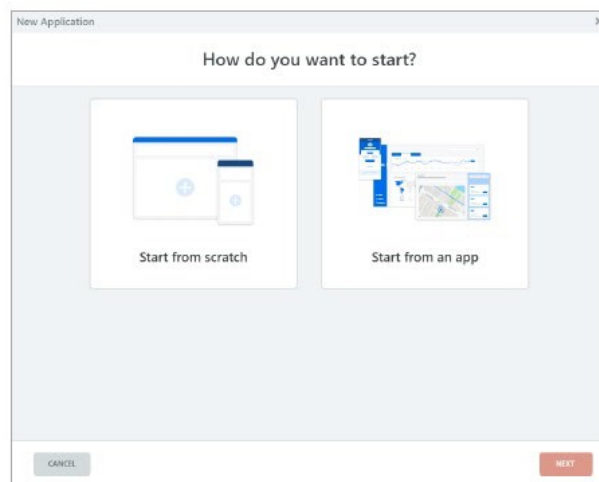 New Application
How do you want to start?
Start from scratch
Start from an app
CANCEL
NEXT